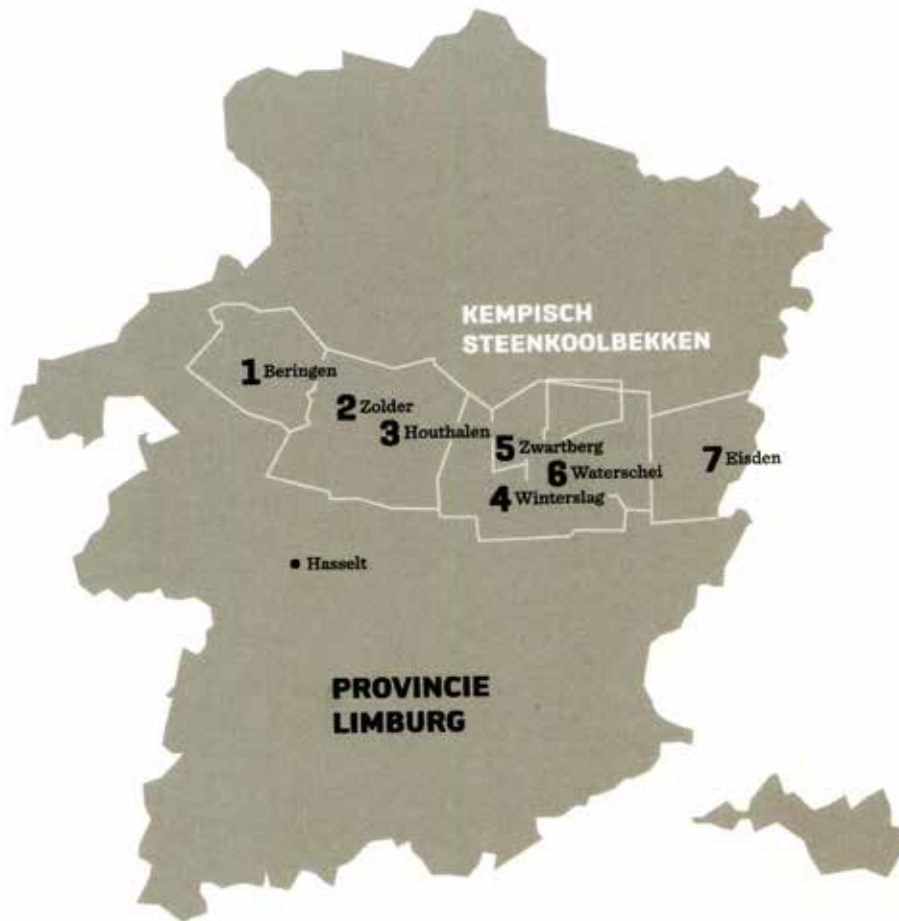 KEMPISCH
STEENKOOLBEKKEN
1 Beringen
2 Zolder
3 Houthalen
5 Zwartberg
6 Waterschei
7 Eisden
4 Winterslag
Hasselt
PROVINCIE
LIMBURG